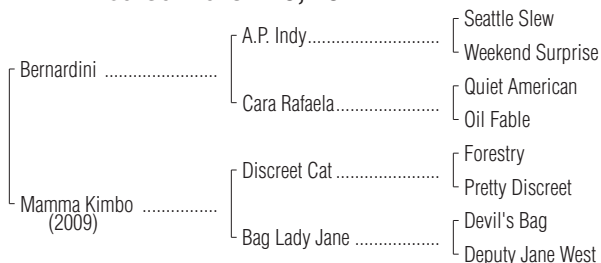 Seattle Slew
A.P. Indy
Weekend Surprise
Bernardini
Quiet American
Cara Rafaela
Oil Fable
Forestry
Discreet Cat
Pretty Discreet
Mamma Kimbo
(2009)
Devil's Bag
Bag Lady Jane
Deputy Jane West